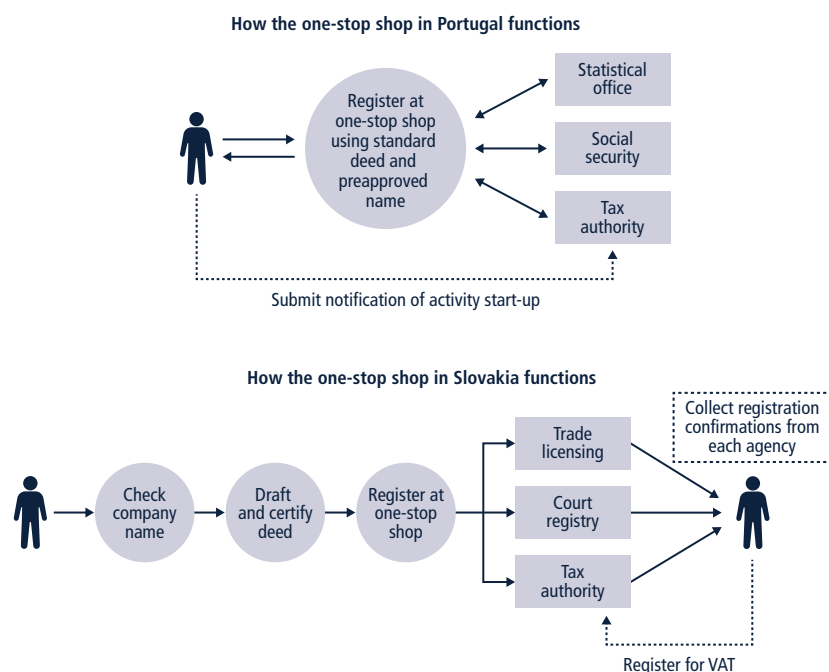 How the one-stop shop in Portugal functions
Register at
one-stop shop
using standard
deed and
preapproved
name
Statistical
office
Social
security
Tax
authority
Submit notification of activity start-up
How the one-stop shop in Slovakia functions
Check
company
name
Draft
and certify
deed
Register at
one-stop
shop
Trade
licensing
Court
registry
Tax
authority
Collect registration
confirmations from
each agency
Register for VAT